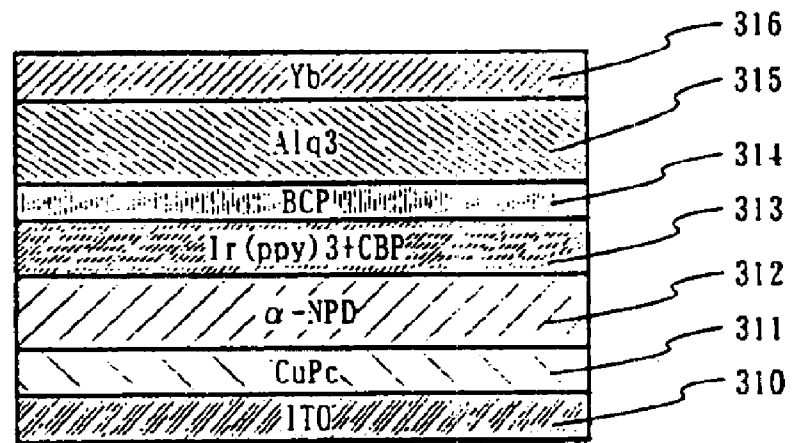 316
Yb
315
Alq3
314
BCP
313
Ir(ppy)3+CBP
312
α-NPD
311
CuPc
310
ITO